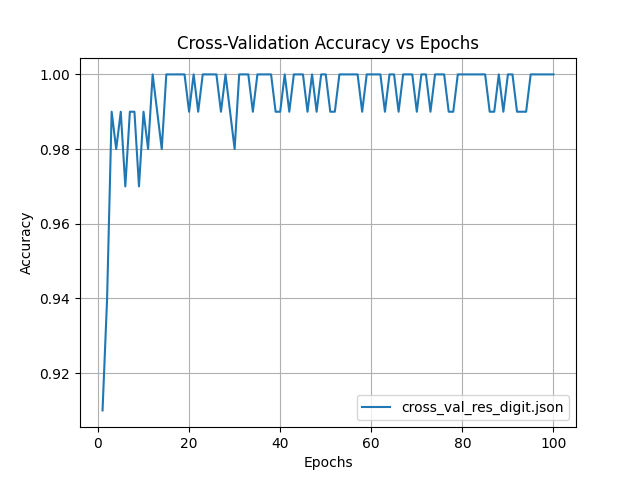 Cross-Validation Accuracy vs Epochs
1.00
0.98
0.96
0.94
0.92
Accuracy
0 20 40 60 80 100
Epochs
cross_val_res_digit.json